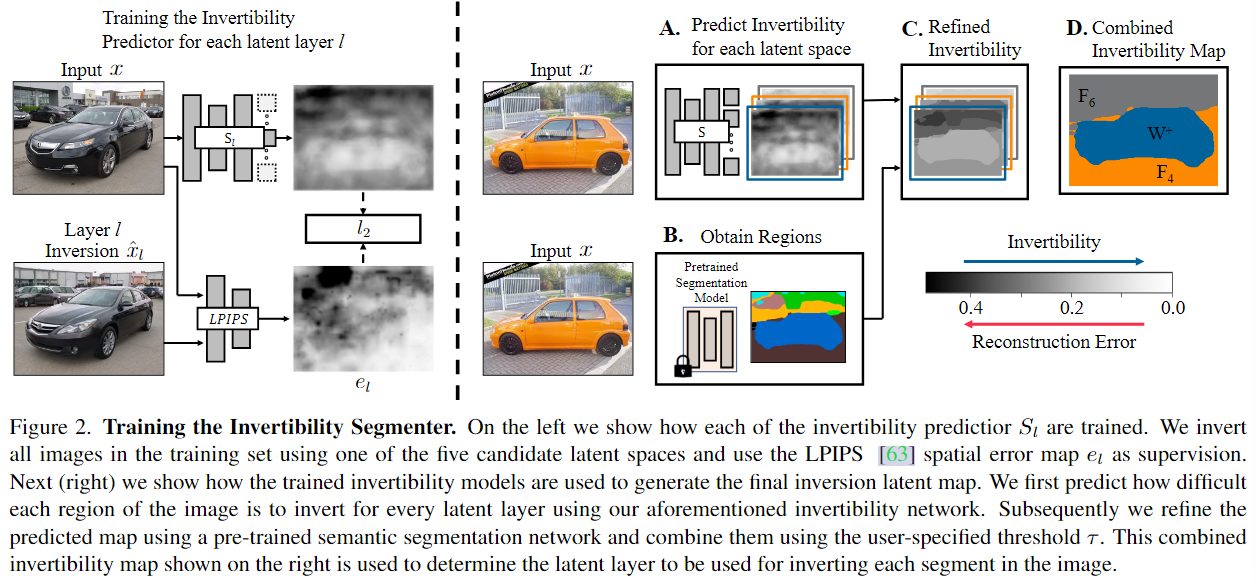 Training the Invertibility
Predictor for each latent layer l
Input x
S_l
l_2
Layer l
Inversion x̂_l
LPIPS
e_l
A. Predict Invertibility
for each latent space
Input x
S
B. Obtain Regions
Input x
Pretrained
Segmentation
Model
C. Refined
Invertibility
D. Combined
Invertibility Map
F_6
W+
F_4
Invertibility
0.4 0.2 0.0
Reconstruction Error
Figure 2. Training the Invertibility Segmenter. On the left we show how each of the invertibility predictior S_l are trained. We invert
all images in the training set using one of the five candidate latent spaces and use the LPIPS [63] spatial error map e_l as supervision.
Next (right) we show how the trained invertibility models are used to generate the final inversion latent map. We first predict how difficult
each region of the image is to invert for every latent layer using our aforementioned invertibility network. Subsequently we refine the
predicted map using a pre-trained semantic segmentation network and combine them using the user-specified threshold τ. This combined
invertibility map shown on the right is used to determine the latent layer to be used for inverting each segment in the image.